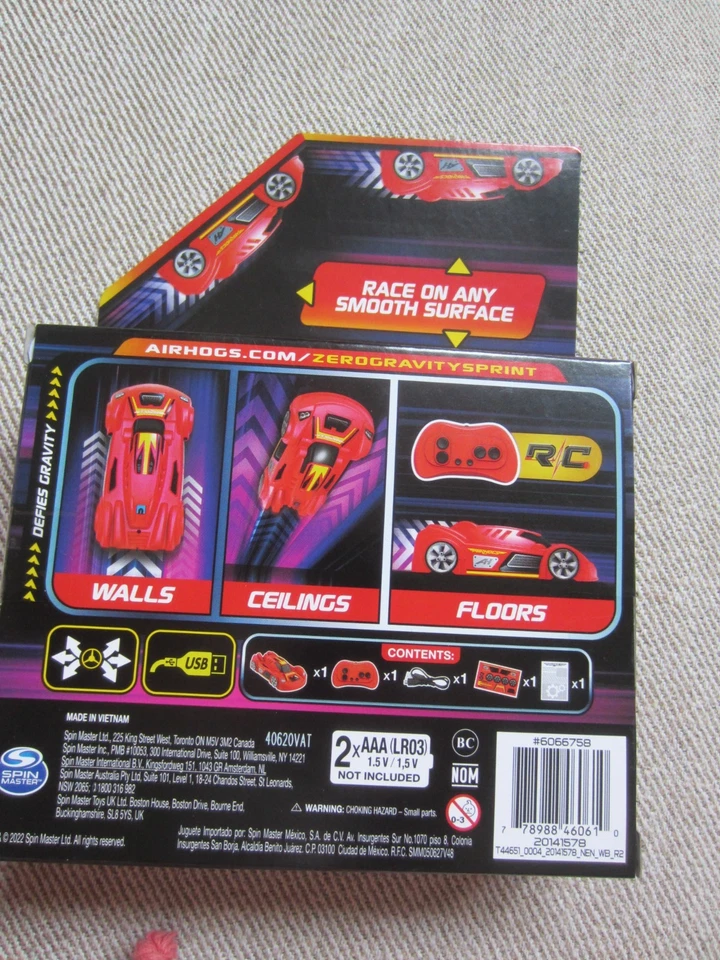 RACE ON ANY
SMOOTH SURFACE
AIRHOGS.COM/ZEROGRAVITYSPRINT
DEFIES GRAVITY
R/C
WALLS
CEILINGS
FLOORS
USB
CONTENTS:
x1
x1
x1
x1
x1
MADE IN VIETNAM
Spin Master Ltd., 225 King Street West, Toronto ON M5V 3M2 Canada
Spin Master Inc., PMB #10053, 300 International Drive, Suite 100, Williamsville, NY 14221
Spin Master International B.V., Kingsfordweg 151, 1043 GR Amsterdam, NL
Spin Master Australia Pty Ltd, Suite 101, Level 1, 18-24 Chandos Street, St Leonards,
NSW 2065; 1800 316 982
Spin Master Toys UK Ltd, Boston House, Boston Drive, Bourne End,
Buckinghamshire, SL8 5YS, UK
40620VAT
SPIN
MASTER
2xAAA (LR03)
1.5 V / 1,5 V
NOT INCLUDED
BC
NOM
0-3
WARNING: CHOKING HAZARD – Small parts.
© 2022 Spin Master Ltd. All rights reserved.
Juguete Importado por: Spin Master México, S.A. de C.V. Av. Insurgentes Sur No.1070 piso 8, Colonia
Insurgentes San Borja, Alcaldía Benito Juárez. C.P. 03100 Ciudad de México. R.F.C. SMM050627V48
#6066758
7 78988 46061 0
20141578
T44651_0004_20141578_NEN_WB_R2